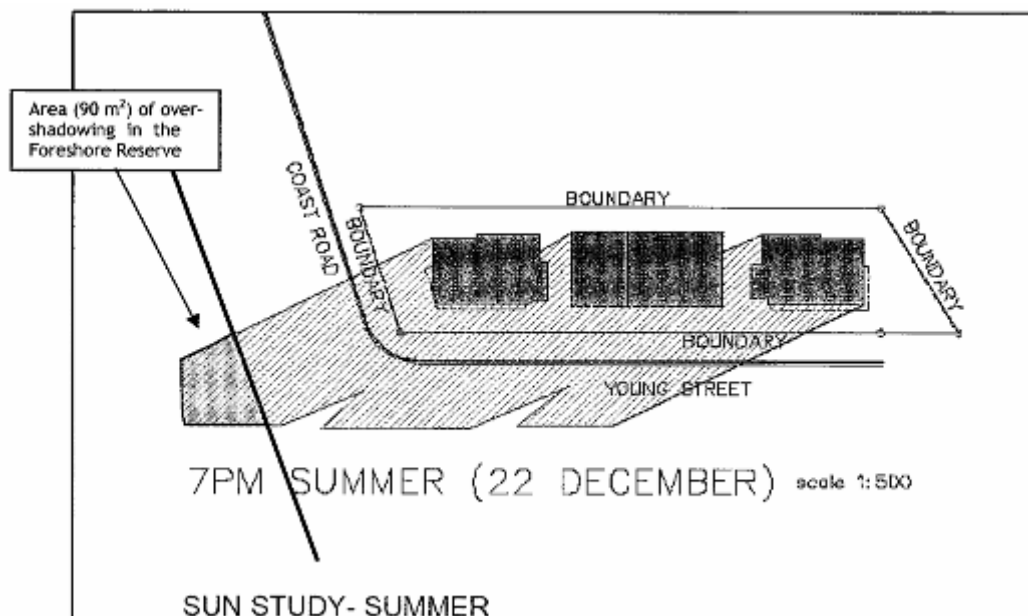 Area (90 m²) of over-
shadowing in the
Foreshore Reserve
COAST ROAD
BOUNDARY
BOUNDARY
BOUNDARY
BOUNDARY
YOUNG STREET
7PM SUMMER (22 DECEMBER) scale 1:500
SUN STUDY- SUMMER